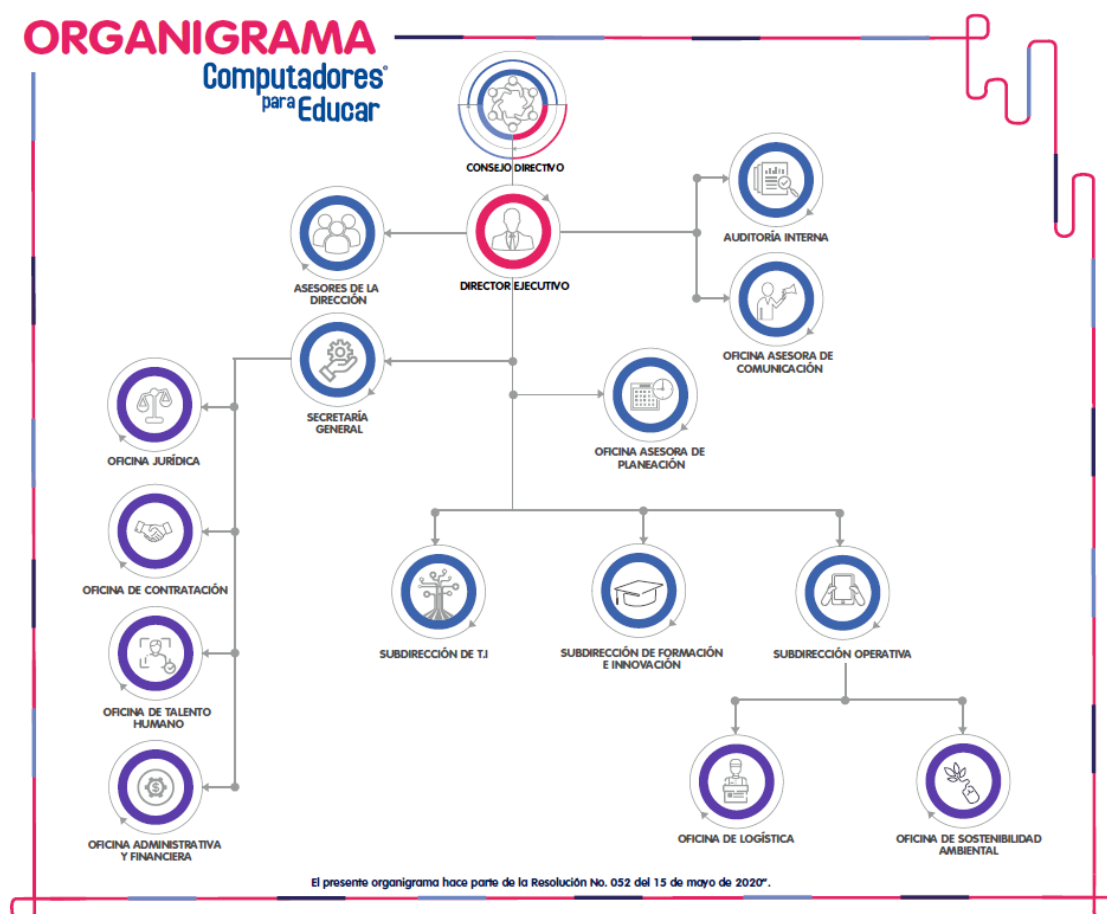 ORGANIGRAMA
Computadores®
para Educar
CONSEJO DIRECTIVO
DIRECTOR EJECUTIVO
ASESORES DE LA
DIRECCIÓN
AUDITORÍA INTERNA
OFICINA ASESORA DE
COMUNICACIÓN
SECRETARÍA
GENERAL
OFICINA ASESORA DE
PLANEACIÓN
OFICINA JURÍDICA
OFICINA DE CONTRATACIÓN
OFICINA DE TALENTO
HUMANO
OFICINA ADMINISTRATIVA
Y FINANCIERA
SUBDIRECCIÓN DE T.I
SUBDIRECCIÓN DE FORMACIÓN
E INNOVACIÓN
SUBDIRECCIÓN OPERATIVA
OFICINA DE LOGÍSTICA
OFICINA DE SOSTENIBILIDAD
AMBIENTAL
El presente organigrama hace parte de la Resolución No. 052 del 15 de mayo de 2020".